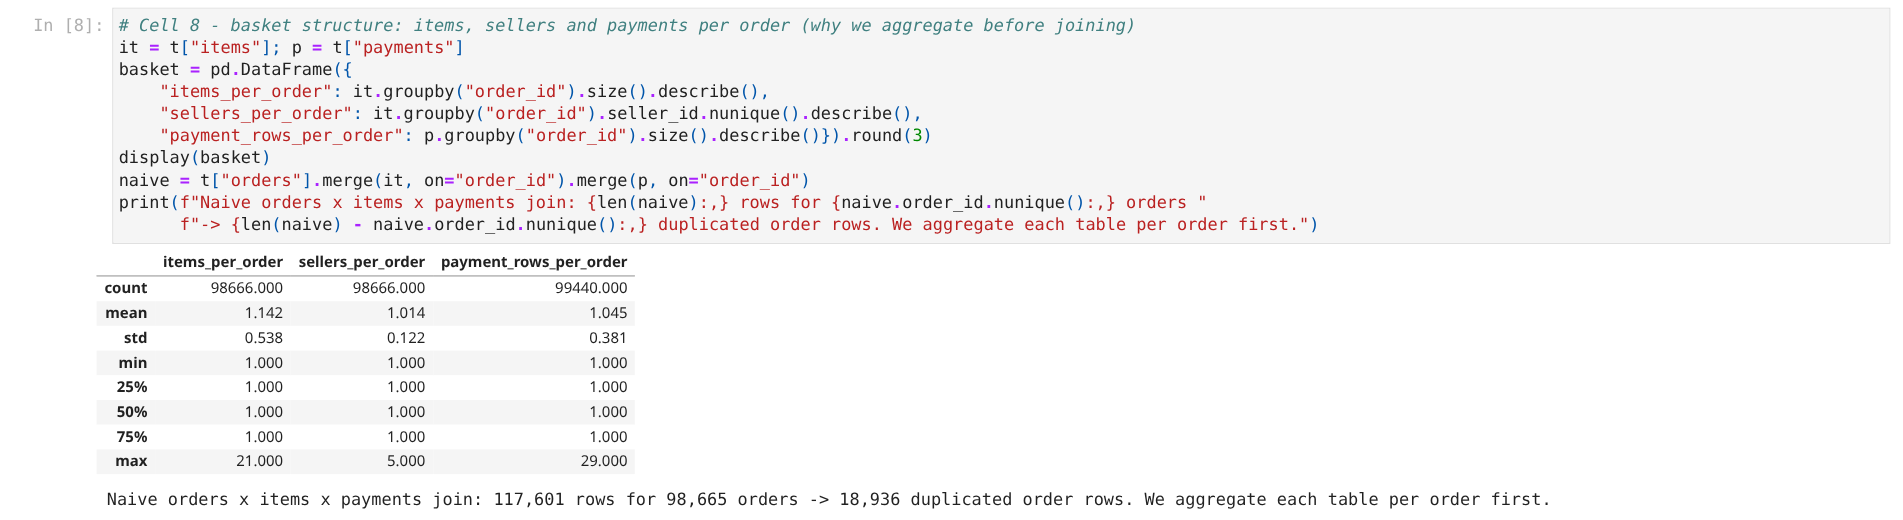 In [8]: # Cell 8 - basket structure: items, sellers and payments per order (why we aggregate before joining)
it = t["items"]; p = t["payments"]
basket = pd.DataFrame({
    "items_per_order": it.groupby("order_id").size().describe(),
    "sellers_per_order": it.groupby("order_id").seller_id.nunique().describe(),
    "payment_rows_per_order": p.groupby("order_id").size().describe()}).round(3)
display(basket)
naive = t["orders"].merge(it, on="order_id").merge(p, on="order_id")
print(f"Naive orders x items x payments join: {len(naive):,} rows for {naive.order_id.nunique():,} orders "
      f"-> {len(naive) - naive.order_id.nunique():,} duplicated order rows. We aggregate each table per order first.")
items_per_order sellers_per_order payment_rows_per_order
count 98666.000 98666.000 99440.000
mean 1.142 1.014 1.045
std 0.538 0.122 0.381
min 1.000 1.000 1.000
25% 1.000 1.000 1.000
50% 1.000 1.000 1.000
75% 1.000 1.000 1.000
max 21.000 5.000 29.000
Naive orders x items x payments join: 117,601 rows for 98,665 orders -> 18,936 duplicated order rows. We aggregate each table per order first.